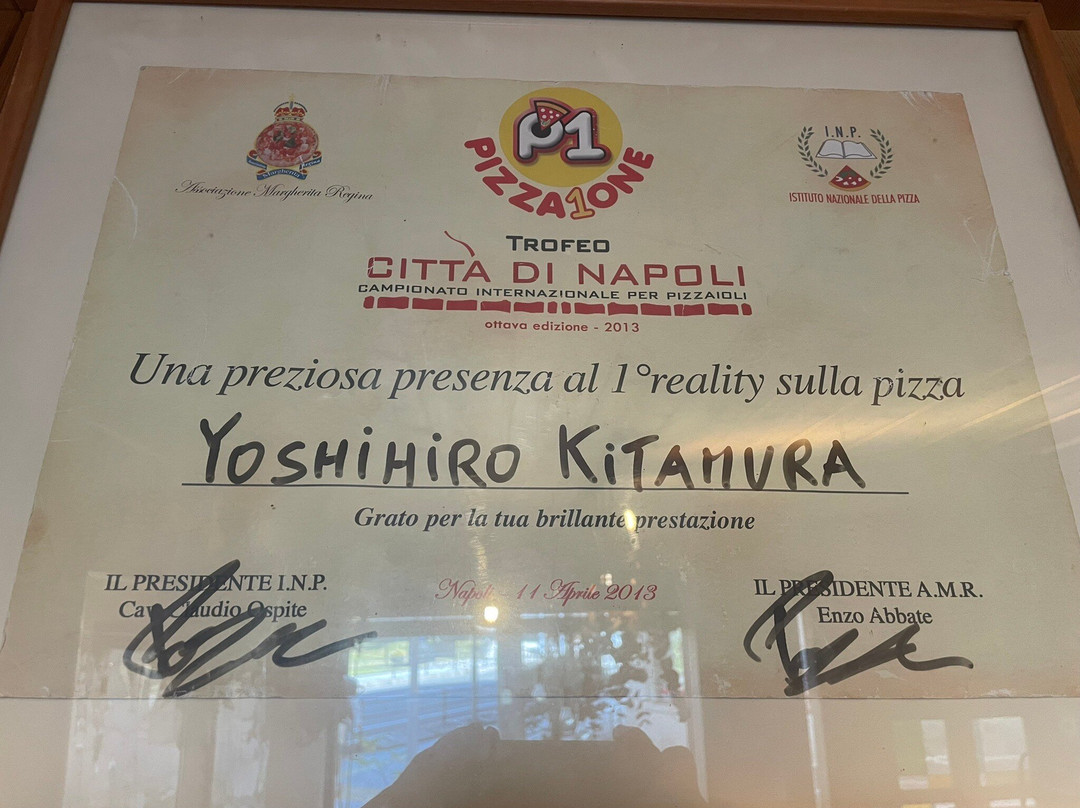 Margherita
Associazione Margherita Regina
P1
PIZZA1ONE
I.N.P.
ISTITUTO NAZIONALE DELLA PIZZA
TROFEO
CITTÀ DI NAPOLI
CAMPIONATO INTERNAZIONALE PER PIZZAIOLI
ottava edizione - 2013
Una preziosa presenza al 1°reality sulla pizza
YOSHIHIRO KITAMURA
Grato per la tua brillante prestazione
IL PRESIDENTE I.N.P.
Cav. Claudio Ospite
Napoli - 11 Aprile 2013
IL PRESIDENTE A.M.R.
Enzo Abbate